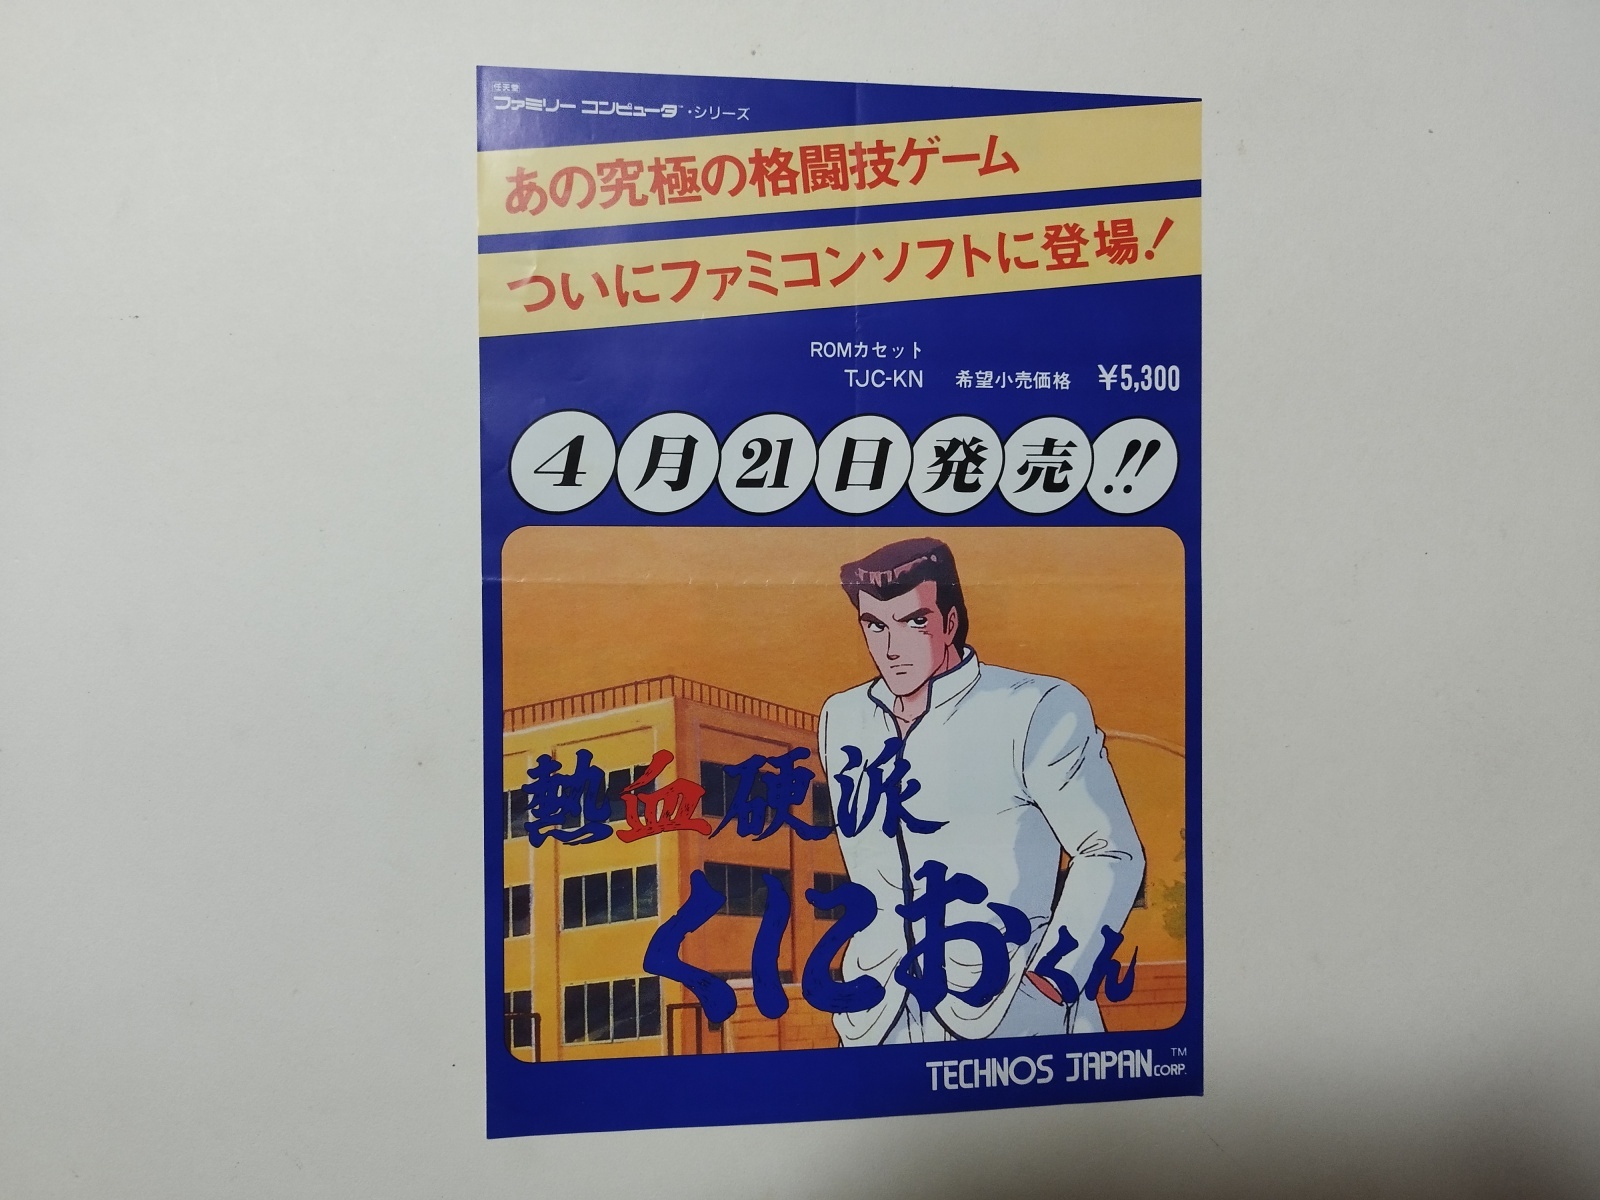 任天堂
ファミリーコンピュータ™・シリーズ
あの究極の格闘技ゲーム
ついにファミコンソフトに登場!
ROMカセット
TJC-KN 希望小売価格 ¥5,300
4月21日発売!!
熱血硬派
くにおくん
TECHNOS JAPAN CORP.™